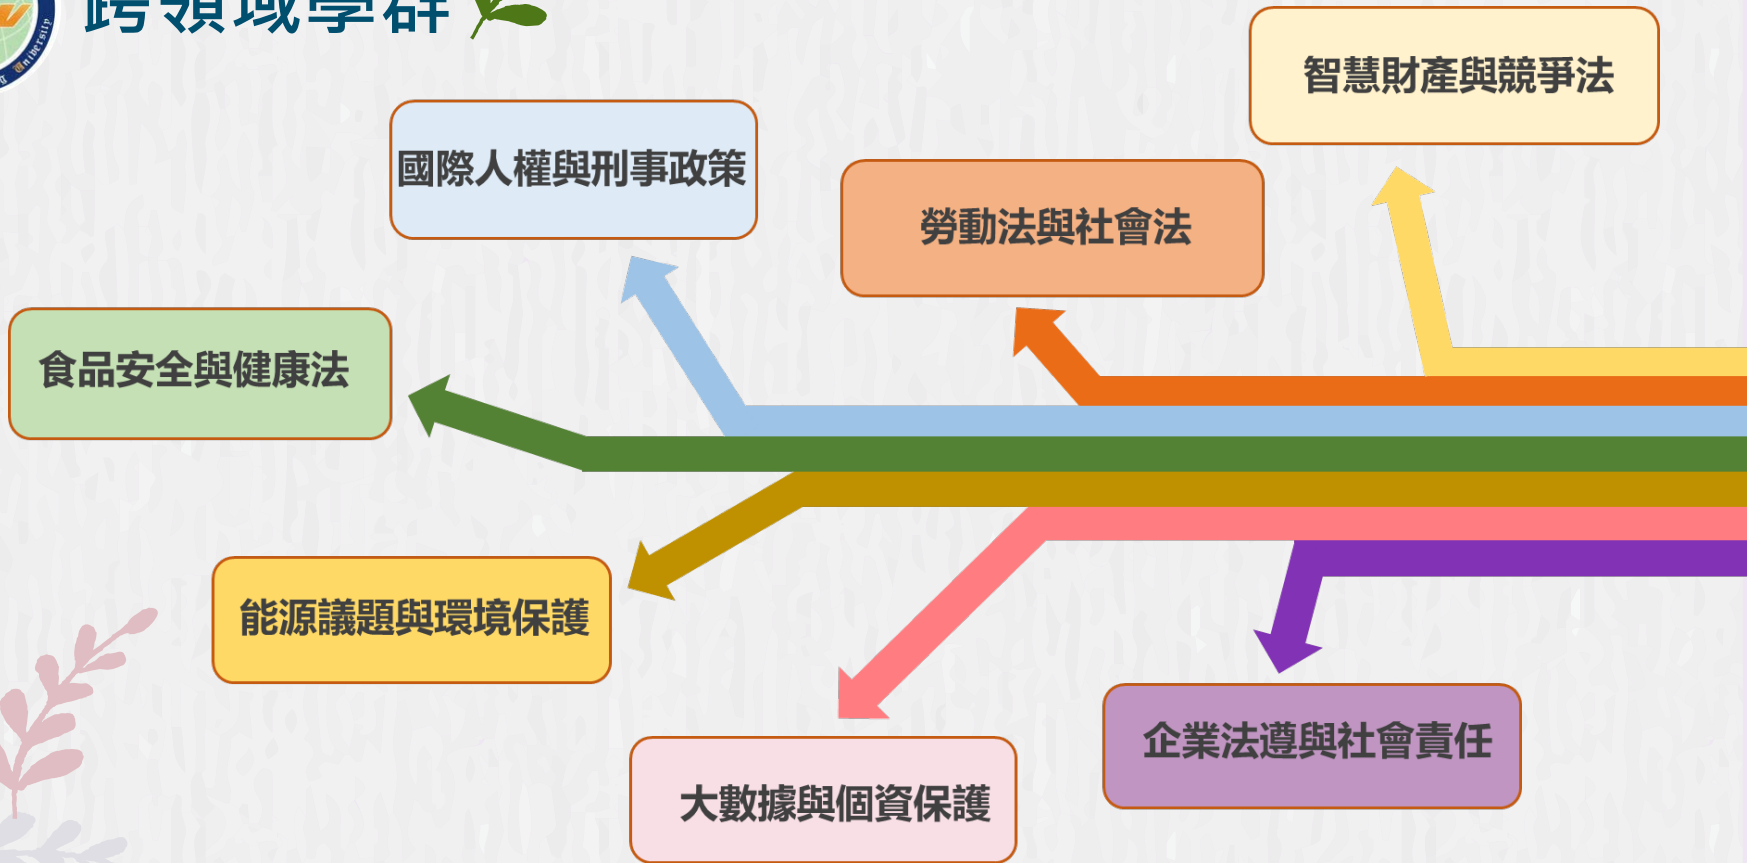 跨領域學群
智慧財產與競爭法
國際人權與刑事政策
勞動法與社會法
食品安全與健康法
能源議題與環境保護
企業法遵與社會責任
大數據與個資保護
University